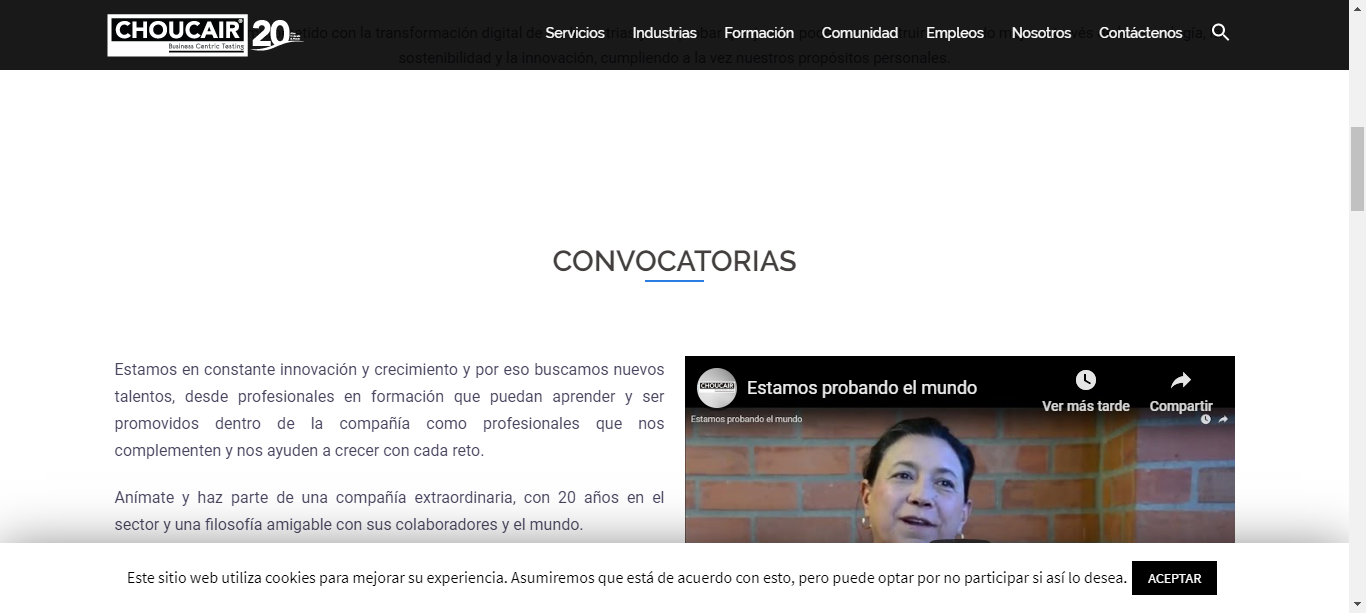 CHOUCAIR
Business Centric Testing
20
Servicios Industrias Formación Comunidad Empleos Nosotros Contáctenos
con la transformación digital de
sostenibilidad y la innovación, cumpliendo a la vez nuestros propósitos personales.
CONVOCATORIAS
Estamos en constante innovación y crecimiento y por eso buscamos nuevos
talentos, desde profesionales en formación que puedan aprender y ser
promovidos dentro de la compañía como profesionales que nos
complementen y nos ayuden a crecer con cada reto.
Anímate y haz parte de una compañía extraordinaria, con 20 años en el
sector y una filosofía amigable con sus colaboradores y el mundo.
CHOUCAIR
Estamos probando el mundo
Ver más tarde Compartir
Estamos probando el mundo
Este sitio web utiliza cookies para mejorar su experiencia. Asumiremos que está de acuerdo con esto, pero puede optar por no participar si así lo desea. ACEPTAR